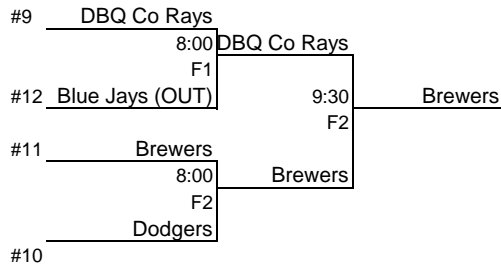 #9 DBQ Co Rays
8:00 DBQ Co Rays
F1
#12 Blue Jays (OUT)
9:30 Brewers
F2
#11 Brewers
8:00 Brewers
F2
Dodgers
#10